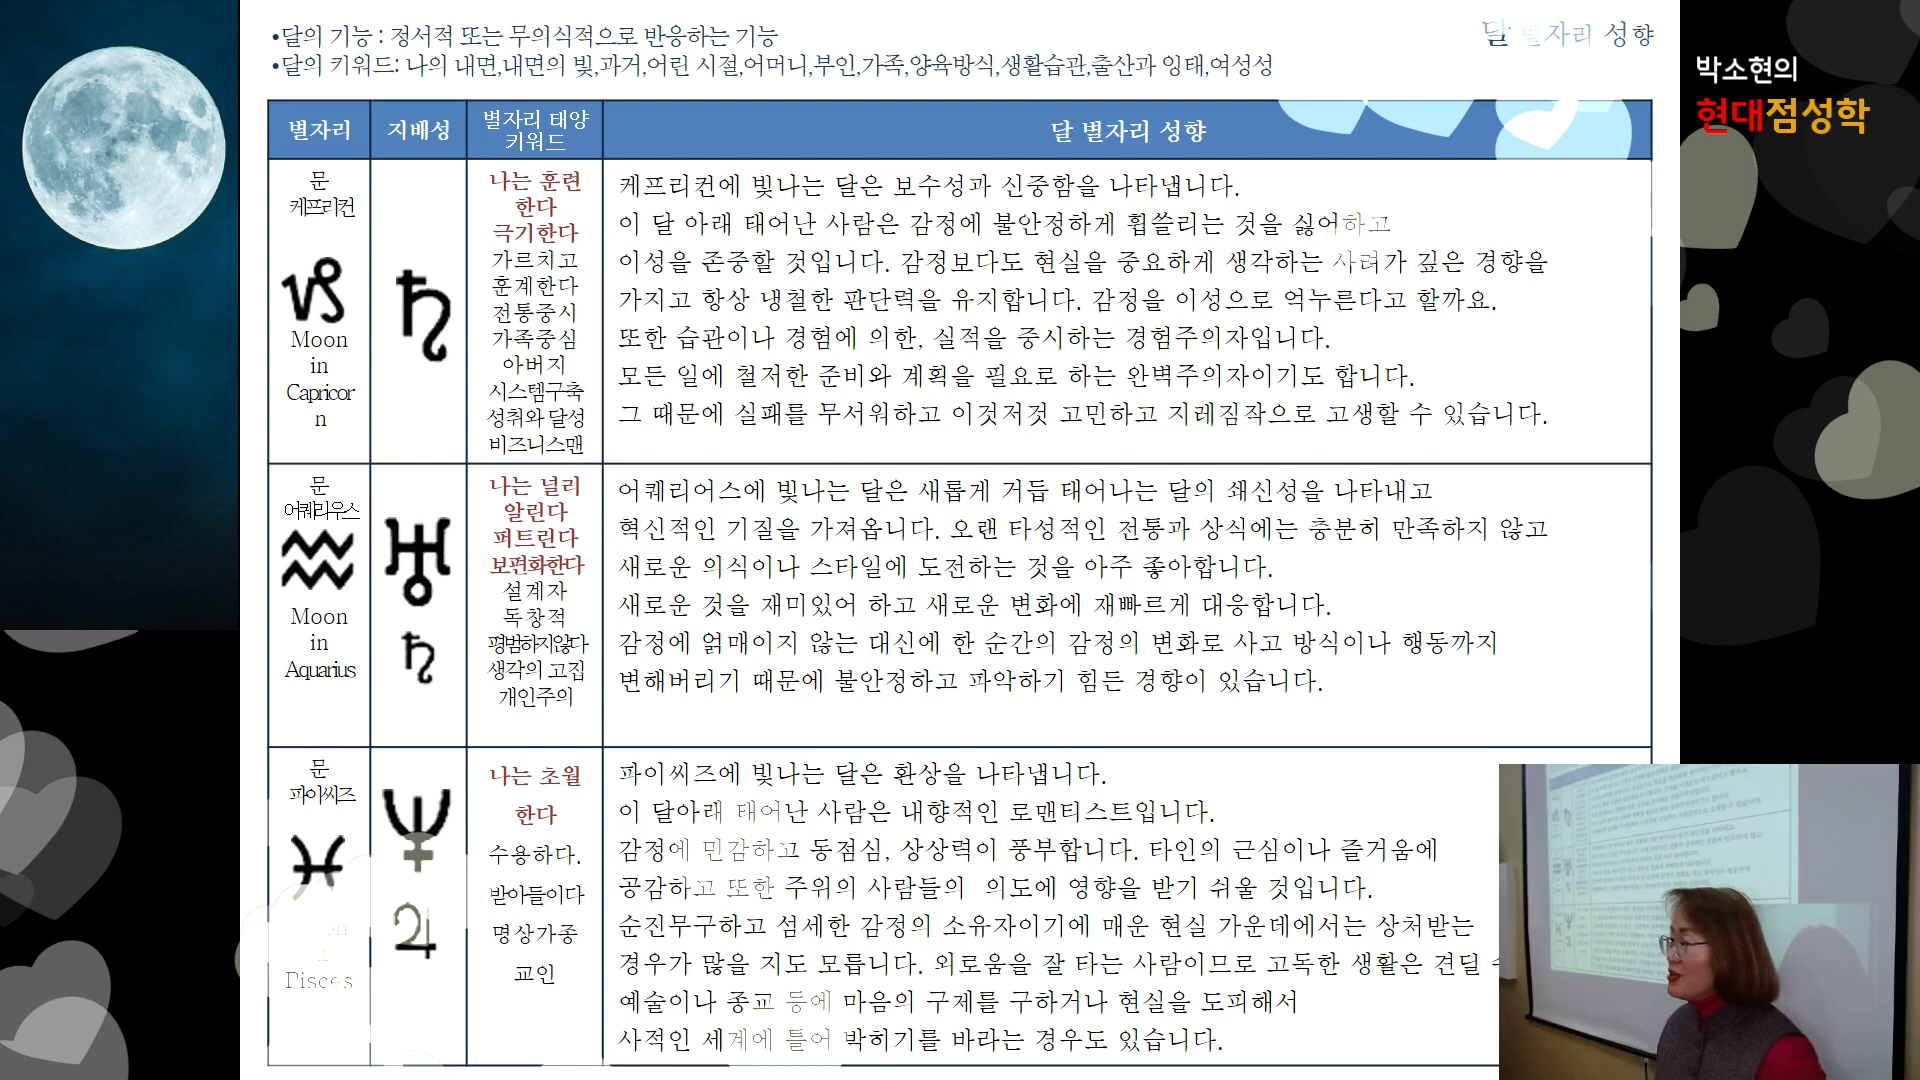 •달의 기능 : 정서적 또는 무의식적으로 반응하는 기능
•달의 키워드: 나의 내면,내면의 빛,과거,어린 시절,어머니,부인,가족,양육방식,생활습관,출산과 잉태,여성성
달 별자리 성향
박소현의
현대점성학
별자리
지배성
별자리 태양
키워드
달 별자리 성향
문
케프리컨
Moon
in
Capricor
n
나는 훈련
한다
극기한다
가르치고
훈계한다
전통중시
가족중심
아버지
시스템구축
성취와 달성
비즈니스맨
케프리컨에 빛나는 달은 보수성과 신중함을 나타냅니다.
이 달 아래 태어난 사람은 감정에 불안정하게 휩쓸리는 것을 싫어하고
이성을 존중할 것입니다. 감정보다도 현실을 중요하게 생각하는 사려가 깊은 경향을
가지고 항상 냉철한 판단력을 유지합니다. 감정을 이성으로 억누른다고 할까요.
또한 습관이나 경험에 의한, 실적을 중시하는 경험주의자입니다.
모든 일에 철저한 준비와 계획을 필요로 하는 완벽주의자이기도 합니다.
그 때문에 실패를 무서워하고 이것저것 고민하고 지레짐작으로 고생할 수 있습니다.
문
어퀘리우스
Moon
in
Aquarius
나는 널리
알린다
퍼트린다
보편화한다
설계자
독창적
평범하지않다
생각의 고집
개인주의
어퀘리어스에 빛나는 달은 새롭게 거듭 태어나는 달의 쇄신성을 나타내고
혁신적인 기질을 가져옵니다. 오랜 타성적인 전통과 상식에는 충분히 만족하지 않고
새로운 의식이나 스타일에 도전하는 것을 아주 좋아합니다.
새로운 것을 재미있어 하고 새로운 변화에 재빠르게 대응합니다.
감정에 얽매이지 않는 대신에 한 순간의 감정의 변화로 사고 방식이나 행동까지
변해버리기 때문에 불안정하고 파악하기 힘든 경향이 있습니다.
문
파이씨즈
Pisces
나는 초월
한다
수용하다.
받아들이다
명상가종
교인
파이씨즈에 빛나는 달은 환상을 나타냅니다.
이 달아래 태어난 사람은 내향적인 로맨티스트입니다.
감정에 민감하고 동점심, 상상력이 풍부합니다. 타인의 근심이나 즐거움에
공감하고 또한 주위의 사람들의 의도에 영향을 받기 쉬울 것입니다.
순진무구하고 섬세한 감정의 소유자이기에 매운 현실 가운데에서는 상처받는
경우가 많을 지도 모릅니다. 외로움을 잘 타는 사람이므로 고독한 생활은 견딜
예술이나 종교 등에 마음의 구제를 구하거나 현실을 도피해서
사적인 세계에 틀어 박히기를 바라는 경우도 있습니다.